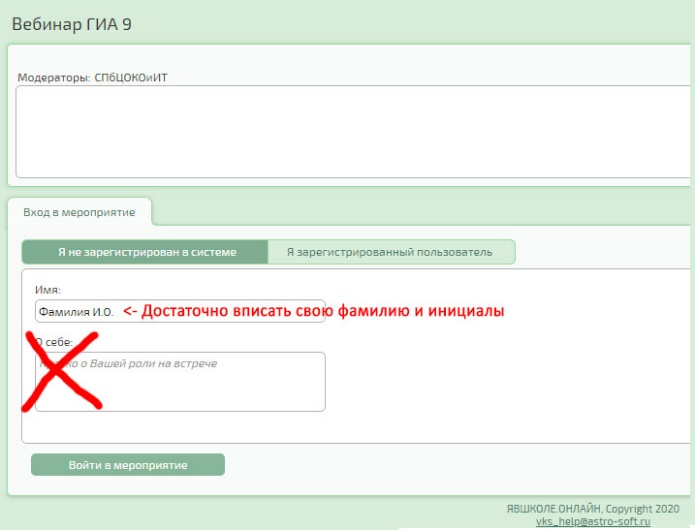 Вебинар ГИА 9
Модераторы: СПбЦОКОиИТ
Вход в мероприятие
Я не зарегистрирован в системе
Я зарегистрированный пользователь
Имя:
Фамилия И.О. <- Достаточно вписать свою фамилию и инициалы
О себе:
о Вашей роли на встрече
Войти в мероприятие
ЯВШКОЛЕ.ОНЛАЙН, Copyright 2020
vks_help@astro-soft.ru